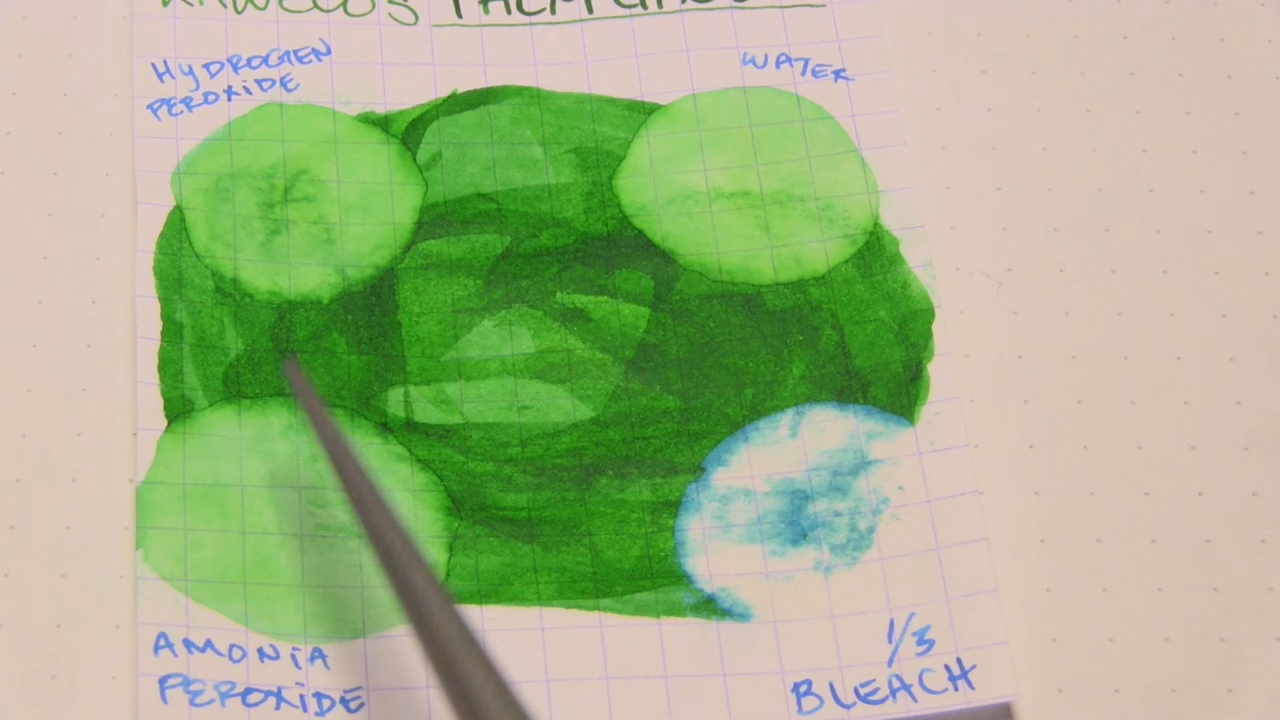 HYDROGEN
PEROXIDE
WATER
AMONIA
PEROXIDE
1/3
BLEACH